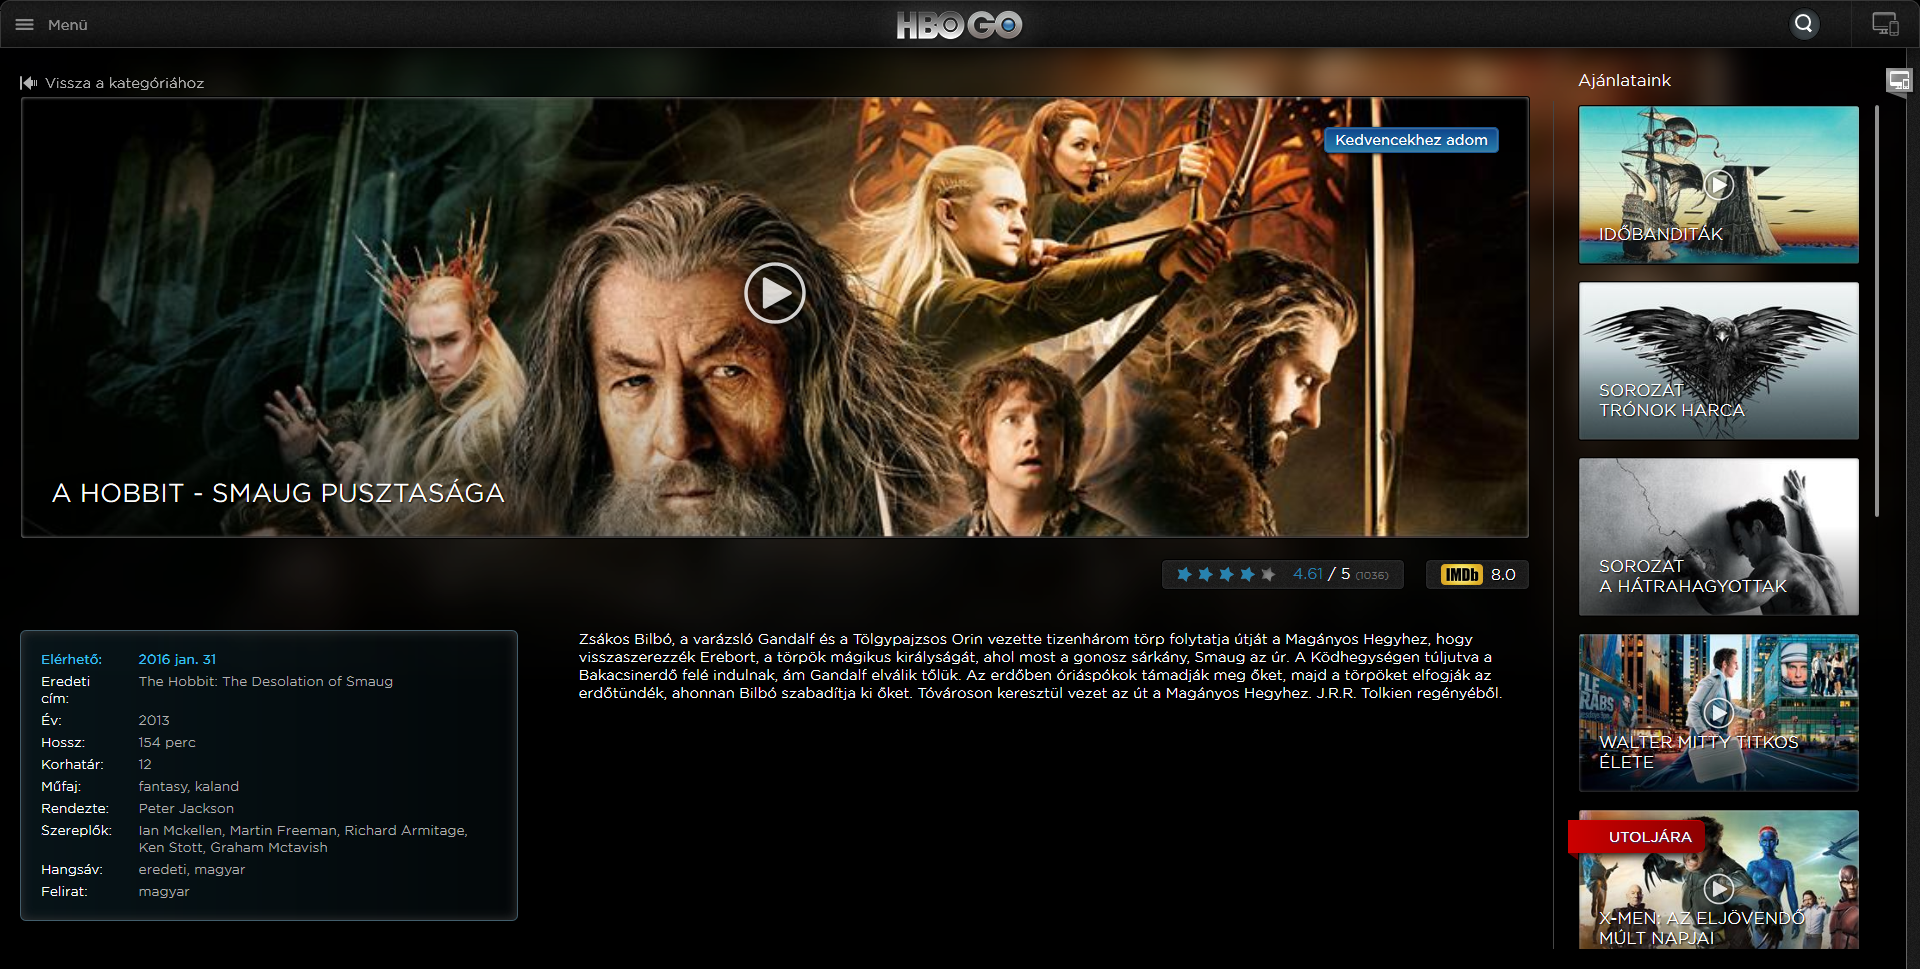 Menü
HBO GO
Vissza a kategóriához
Kedvencekhez adom
A HOBBIT - SMAUG PUSZTASÁGA
4.61 / 5 (1036)
IMDb 8.0
Elérhető: 2016 jan. 31
Eredeti cím: The Hobbit: The Desolation of Smaug
Év: 2013
Hossz: 154 perc
Korhatár: 12
Műfaj: fantasy, kaland
Rendezte: Peter Jackson
Szereplők: Ian Mckellen, Martin Freeman, Richard Armitage,
Ken Stott, Graham Mctavish
Hangsáv: eredeti, magyar
Felirat: magyar
Zsákos Bilbó, a varázsló Gandalf és a Tölgypajzsos Orin vezette tizenhárom törp folytatja útját a Magányos Hegyhez, hogy
visszaszerezzék Erebort, a törpök mágikus királyságát, ahol most a gonosz sárkány, Smaug az úr. A Ködhegységen túljutva a
Bakacsinerdő felé indulnak, ám Gandalf elválik tőlük. Az erdőben óriáspókok támadják meg őket, majd a törpöket elfogják az
erdőtündék, ahonnan Bilbó szabadítja ki őket. Tóvároson keresztül vezet az út a Magányos Hegyhez. J.R.R. Tolkien regényéből.
Ajánlataink
IDŐBANDITÁK
SOROZAT
TRÓNOK HARCA
SOROZAT
A HÁTRAHAGYOTTAK
WALTER MITTY TITKOS
ÉLETE
UTOLJÁRA
X-MEN: AZ ELJÖVENDŐ
MÚLT NAPJAI